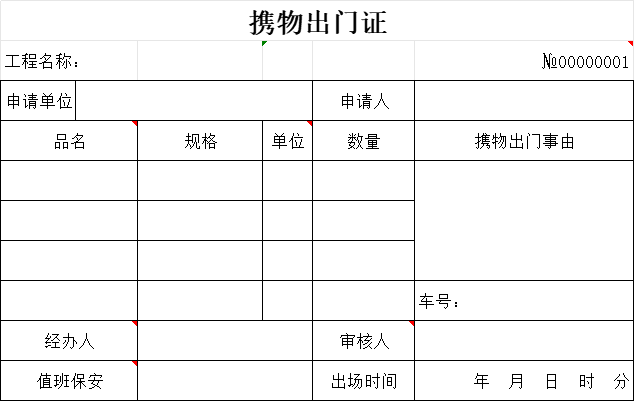 携物出门证
工程名称： №00000001
申请单位 申请人
品名 规格 单位 数量 携物出门事由
车号：
经办人 审核人
值班保安 出场时间 年 月 日 时 分